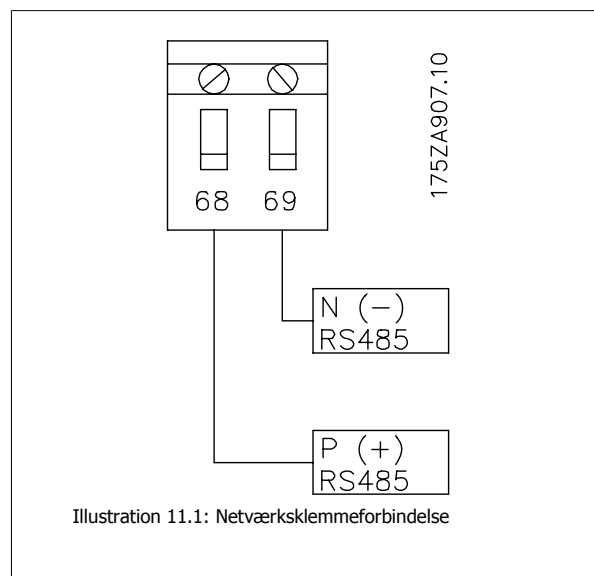 175ZA907.10
68 69
N (−)
RS485
P (+)
RS485
Illustration 11.1: Netværksklemmeforbindelse